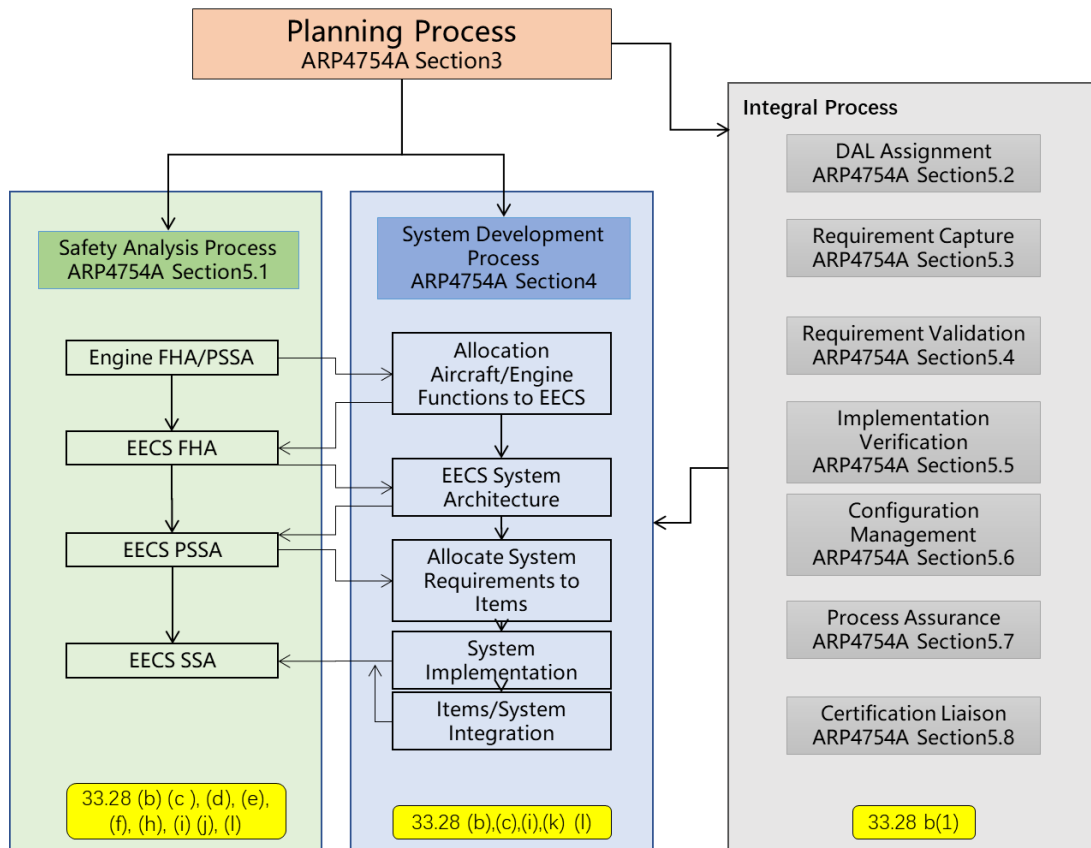 Planning Process
ARP4754A Section3
Safety Analysis Process
ARP4754A Section5.1
Engine FHA/PSSA
EECS FHA
EECS PSSA
EECS SSA
33.28 (b) (c ), (d), (e),
(f), (h), (i) (j), (l)
System Development
Process
ARP4754A Section4
Allocation
Aircraft/Engine
Functions to EECS
EECS System
Architecture
Allocate System
Requirements to
Items
System
Implementation
Items/System
Integration
33.28 (b),(c),(i),(k) (l)
Integral Process
DAL Assignment
ARP4754A Section5.2
Requirement Capture
ARP4754A Section5.3
Requirement Validation
ARP4754A Section5.4
Implementation
Verification
ARP4754A Section5.5
Configuration
Management
ARP4754A Section5.6
Process Assurance
ARP4754A Section5.7
Certification Liaison
ARP4754A Section5.8
33.28 b(1)